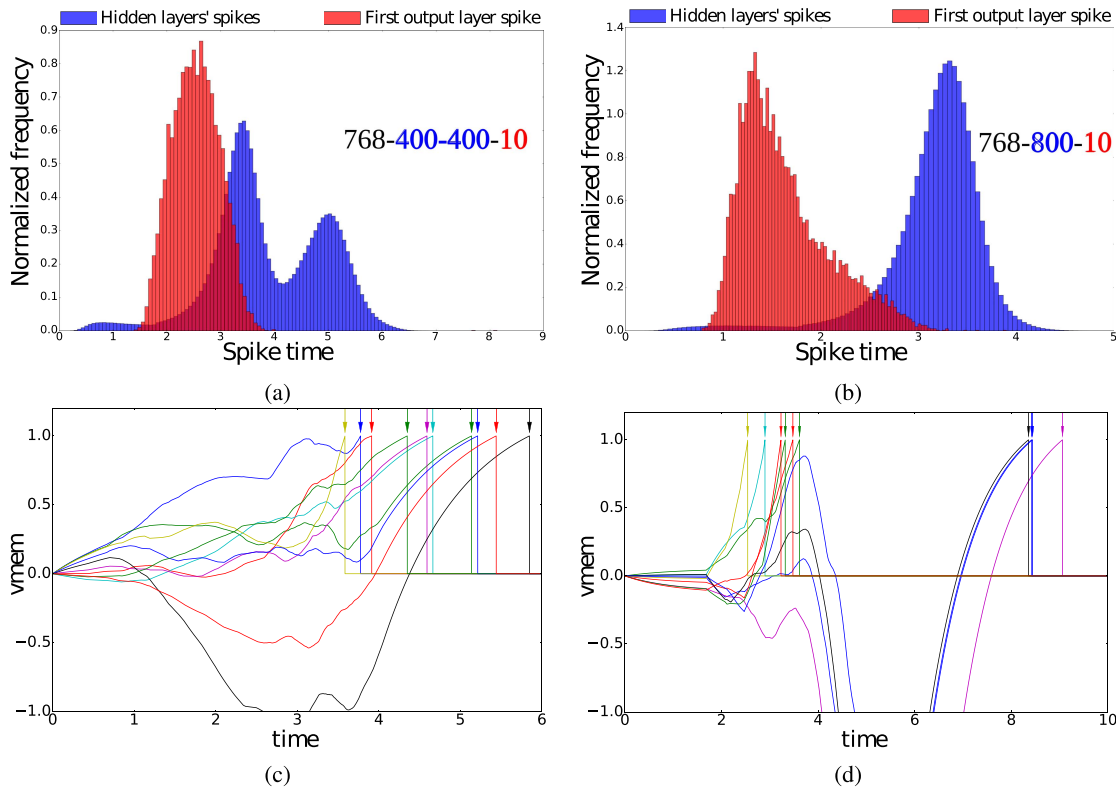 Hidden layers' spikes
First output layer spike
Normalized frequency
0.9
0.8
0.7
0.6
0.5
0.4
0.3
0.2
0.1
0.0
768-400-400-10
0 1 2 3 4 5 6 7 8 9
Spike time
(a)
Hidden layers' spikes
First output layer spike
Normalized frequency
1.4
1.2
1.0
0.8
0.6
0.4
0.2
0.0
768-800-10
0 1 2 3 4 5
Spike time
(b)
vmem
1.0
0.5
0.0
−0.5
−1.0
0 1 2 3 4 5 6
time
(c)
vmem
1.0
0.5
0.0
−0.5
−1.0
0 2 4 6 8 10
time
(d)